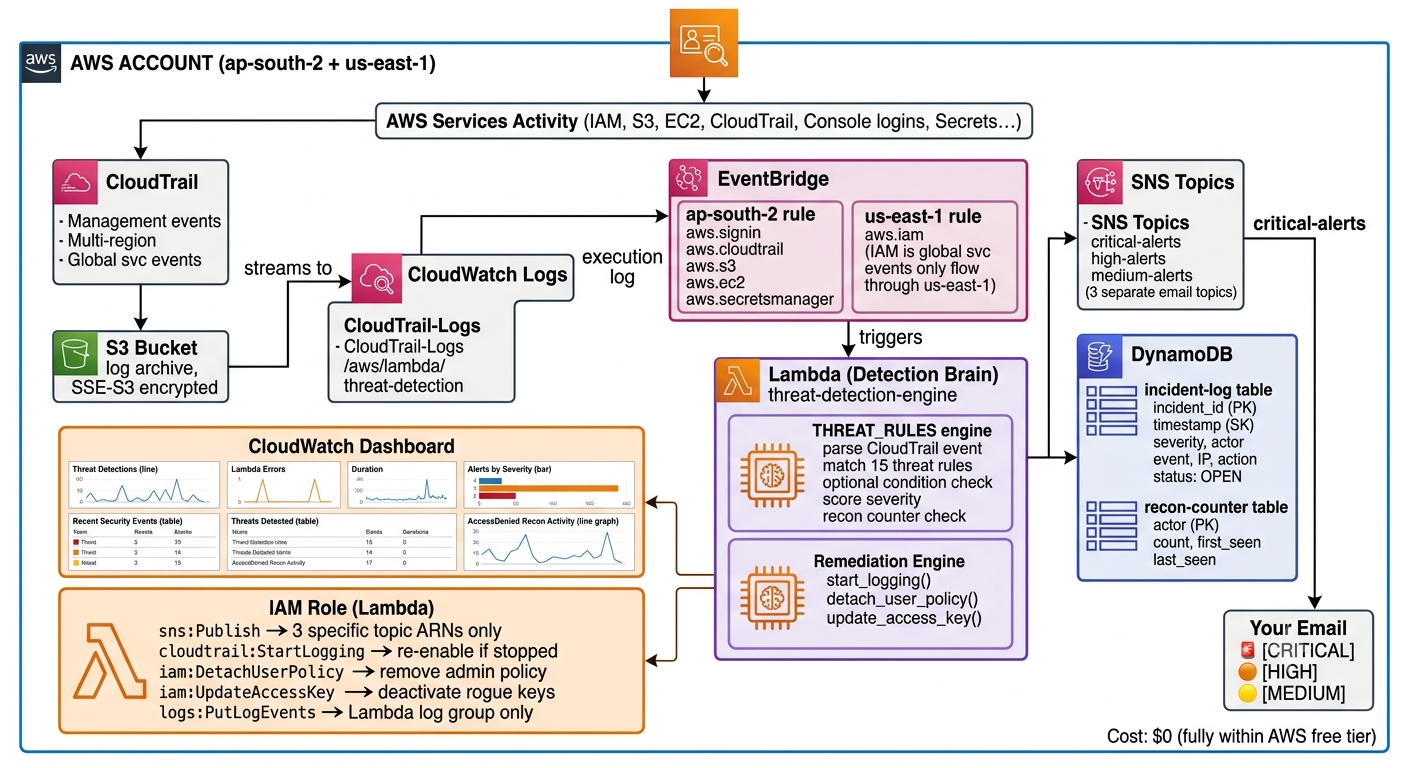 aws
AWS ACCOUNT (ap-south-2 + us-east-1)
AWS Services Activity (IAM, S3, EC2, CloudTrail, Console logins, Secrets...)
CloudTrail
- Management events
- Multi-region
- Global svc events
S3 Bucket
log archive,
SSE-S3 encrypted
streams to
CloudWatch Logs
CloudTrail-Logs
- CloudTrail-Logs
/aws/lambda/
threat-detection
execution
log
EventBridge
ap-south-2 rule
aws.signin
aws.cloudtrail
aws.s3
aws.ec2
aws.secretsmanager
us-east-1 rule
aws.iam
(IAM is global svc
events only flow
through us-east-1)
triggers
Lambda (Detection Brain)
threat-detection-engine
THREAT_RULES engine
parse CloudTrail event
match 15 threat rules
optional condition check
score severity
recon counter check
Remediation Engine
start_logging()
detach_user_policy()
update_access_key()
SNS Topics
- SNS Topics
critical-alerts
high-alerts
medium-alerts
(3 separate email topics)
critical-alerts
DynamoDB
incident-log table
incident_id (PK)
timestamp (SK)
severity, actor
event, IP, action
status: OPEN
recon-counter table
actor (PK)
count, first_seen
last_seen
Your Email
[CRITICAL]
[HIGH]
[MEDIUM]
CloudWatch Dashboard
Threat Detections (line)
Lambda Errors
Duration
Alerts by Severity (bar)
Recent Security Events (table)
Threats Detected (table)
AccessDenied Recon Activity (line graph)
AccessDenied Recon Activity 17 0
IAM Role (Lambda)
sns:Publish → 3 specific topic ARNs only
cloudtrail:StartLogging → re-enable if stopped
iam:DetachUserPolicy → remove admin policy
iam:UpdateAccessKey → deactivate rogue keys
logs:PutLogEvents → Lambda log group only
Cost: $0 (fully within AWS free tier)